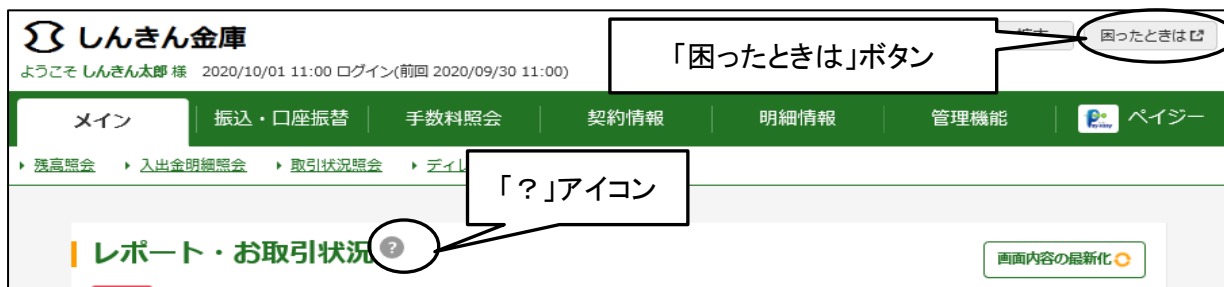 しんきん金庫
困ったときは
「困ったときは」ボタン
ようこそ しんきん太郎 様 2020/10/01 11:00 ログイン(前回 2020/09/30 11:00)
メイン 振込・口座振替 手数料照会 契約情報 明細情報 管理機能 Pay-easy ペイジー
残高照会 入出金明細照会 取引状況照会 ディレ
「？」アイコン
レポート・お取引状況 ?
画面内容の最新化